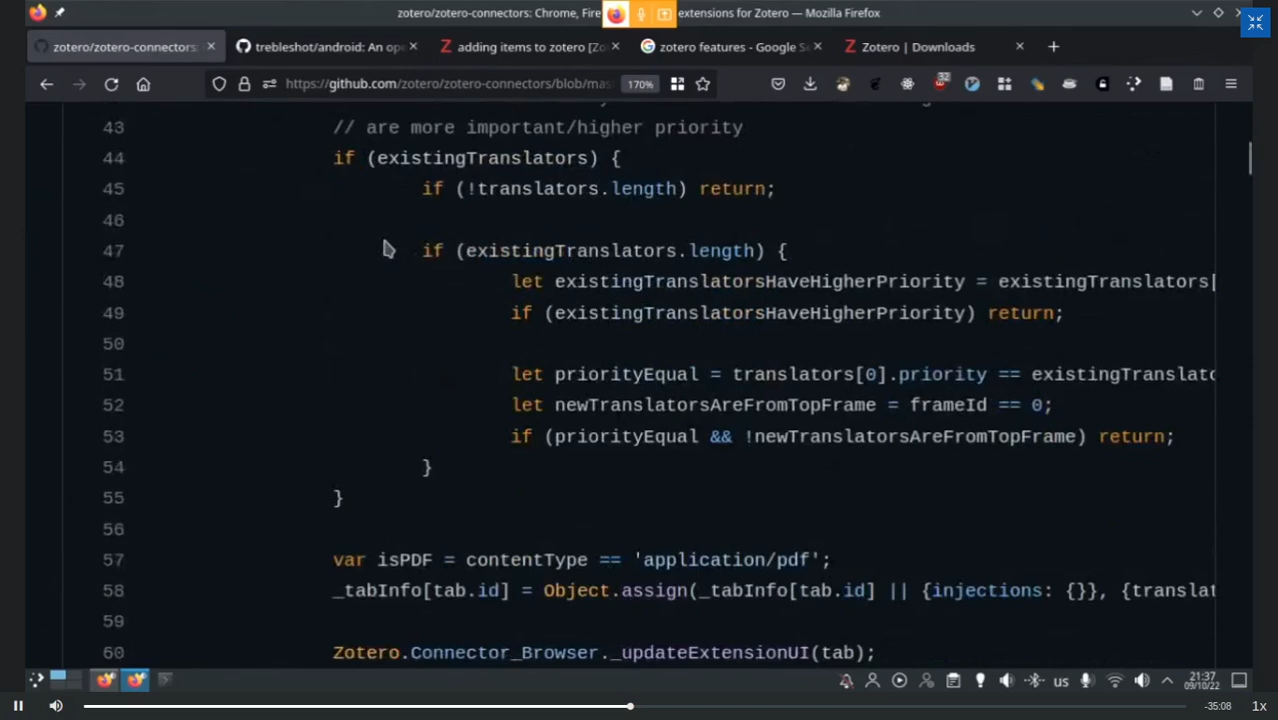 zotero/zotero-connectors: Chrome, Fire extensions for Zotero — Mozilla Firefox
zotero/zotero-connectors:
trebleshot/android: An ope
adding items to zotero [Zo
zotero features - Google Se
Zotero | Downloads
https://github.com/zotero/zotero-connectors/blob/mas
170%
32
43 // are more important/higher priority
44 if (existingTranslators) {
45 if (!translators.length) return;
46
47 if (existingTranslators.length) {
48 let existingTranslatorsHaveHigherPriority = existingTranslators[
49 if (existingTranslatorsHaveHigherPriority) return;
50
51 let priorityEqual = translators[0].priority == existingTranslato
52 let newTranslatorsAreFromTopFrame = frameId == 0;
53 if (priorityEqual && !newTranslatorsAreFromTopFrame) return;
54 }
55 }
56
57 var isPDF = contentType == 'application/pdf';
58 _tabInfo[tab.id] = Object.assign(_tabInfo[tab.id] || {injections: {}}, {translat
59
60 Zotero.Connector_Browser._updateExtensionUI(tab);
us
21:37
09/10/22
-35:08
1x